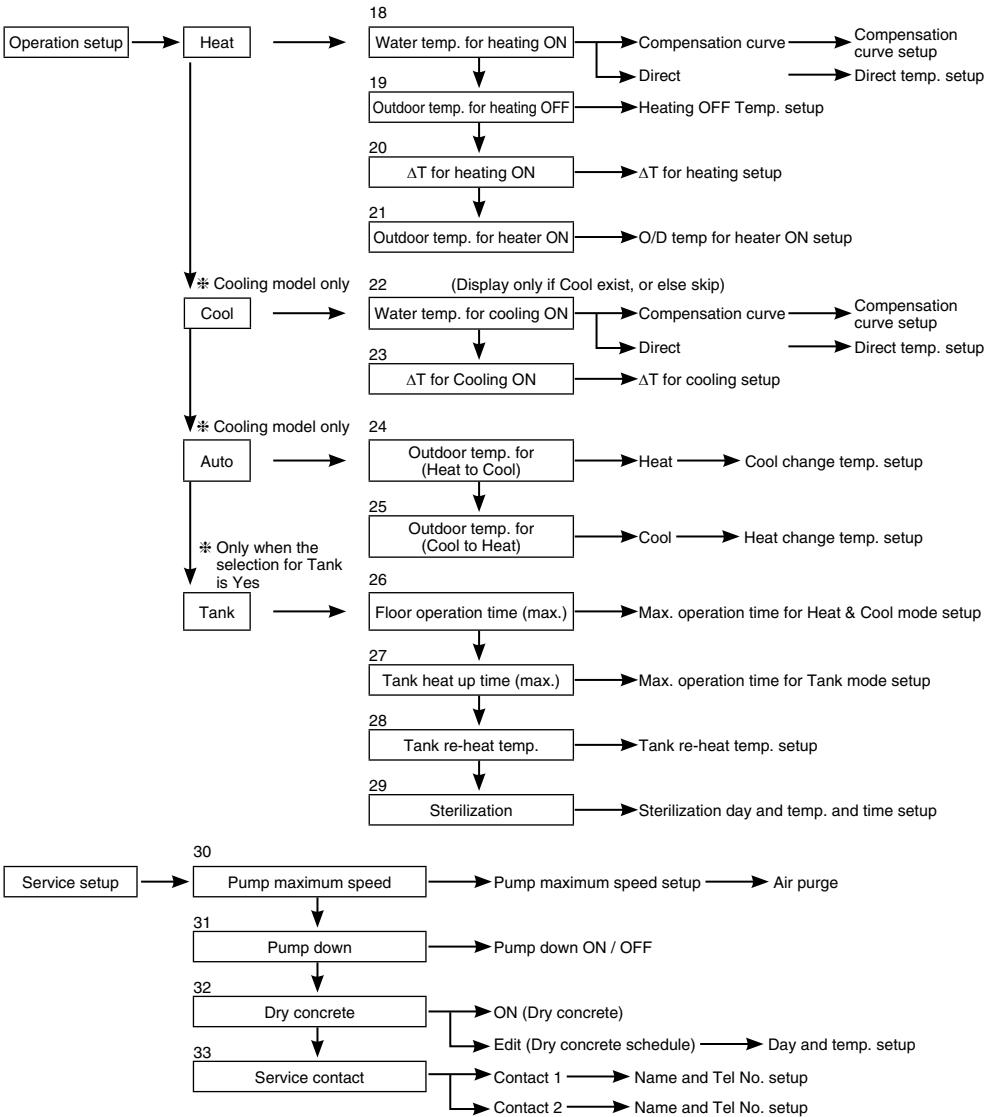 18
Operation setup
Heat
Water temp. for heating ON
Compensation curve
Compensation
curve setup
Direct
Direct temp. setup
19
Outdoor temp. for heating OFF
Heating OFF Temp. setup
20
ΔT for heating ON
ΔT for heating setup
21
Outdoor temp. for heater ON
O/D temp for heater ON setup
❉ Cooling model only
22
(Display only if Cool exist, or else skip)
Cool
Water temp. for cooling ON
Compensation curve
Compensation
curve setup
Direct
Direct temp. setup
23
ΔT for Cooling ON
ΔT for cooling setup
❉ Cooling model only
24
Auto
Outdoor temp. for
(Heat to Cool)
Heat
Cool change temp. setup
25
Outdoor temp. for
(Cool to Heat)
Cool
Heat change temp. setup
❉ Only when the
selection for Tank
is Yes
26
Tank
Floor operation time (max.)
Max. operation time for Heat & Cool mode setup
27
Tank heat up time (max.)
Max. operation time for Tank mode setup
28
Tank re-heat temp.
Tank re-heat temp. setup
29
Sterilization
Sterilization day and temp. and time setup
30
Service setup
Pump maximum speed
Pump maximum speed setup
Air purge
31
Pump down
Pump down ON / OFF
32
Dry concrete
ON (Dry concrete)
Edit (Dry concrete schedule)
Day and temp. setup
33
Service contact
Contact 1
Name and Tel No. setup
Contact 2
Name and Tel No. setup